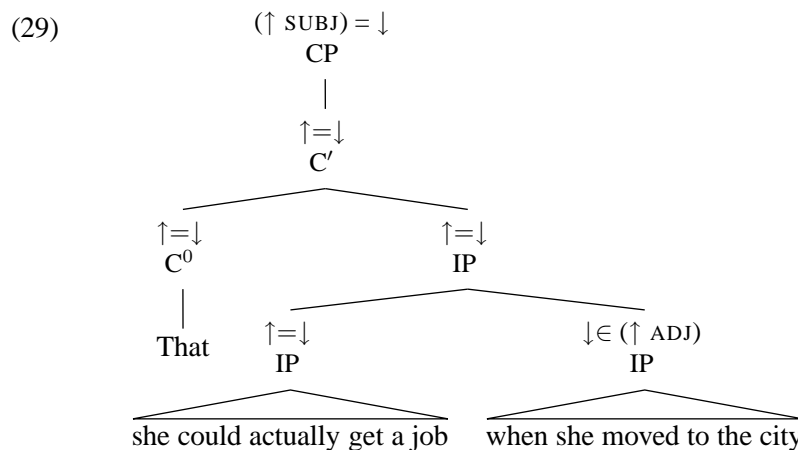 (29)
(↑ SUBJ) = ↓
CP
↑=↓
C′
↑=↓ ↑=↓
C⁰ IP
That
↑=↓ ↓∈ (↑ ADJ)
IP IP
she could actually get a job when she moved to the city